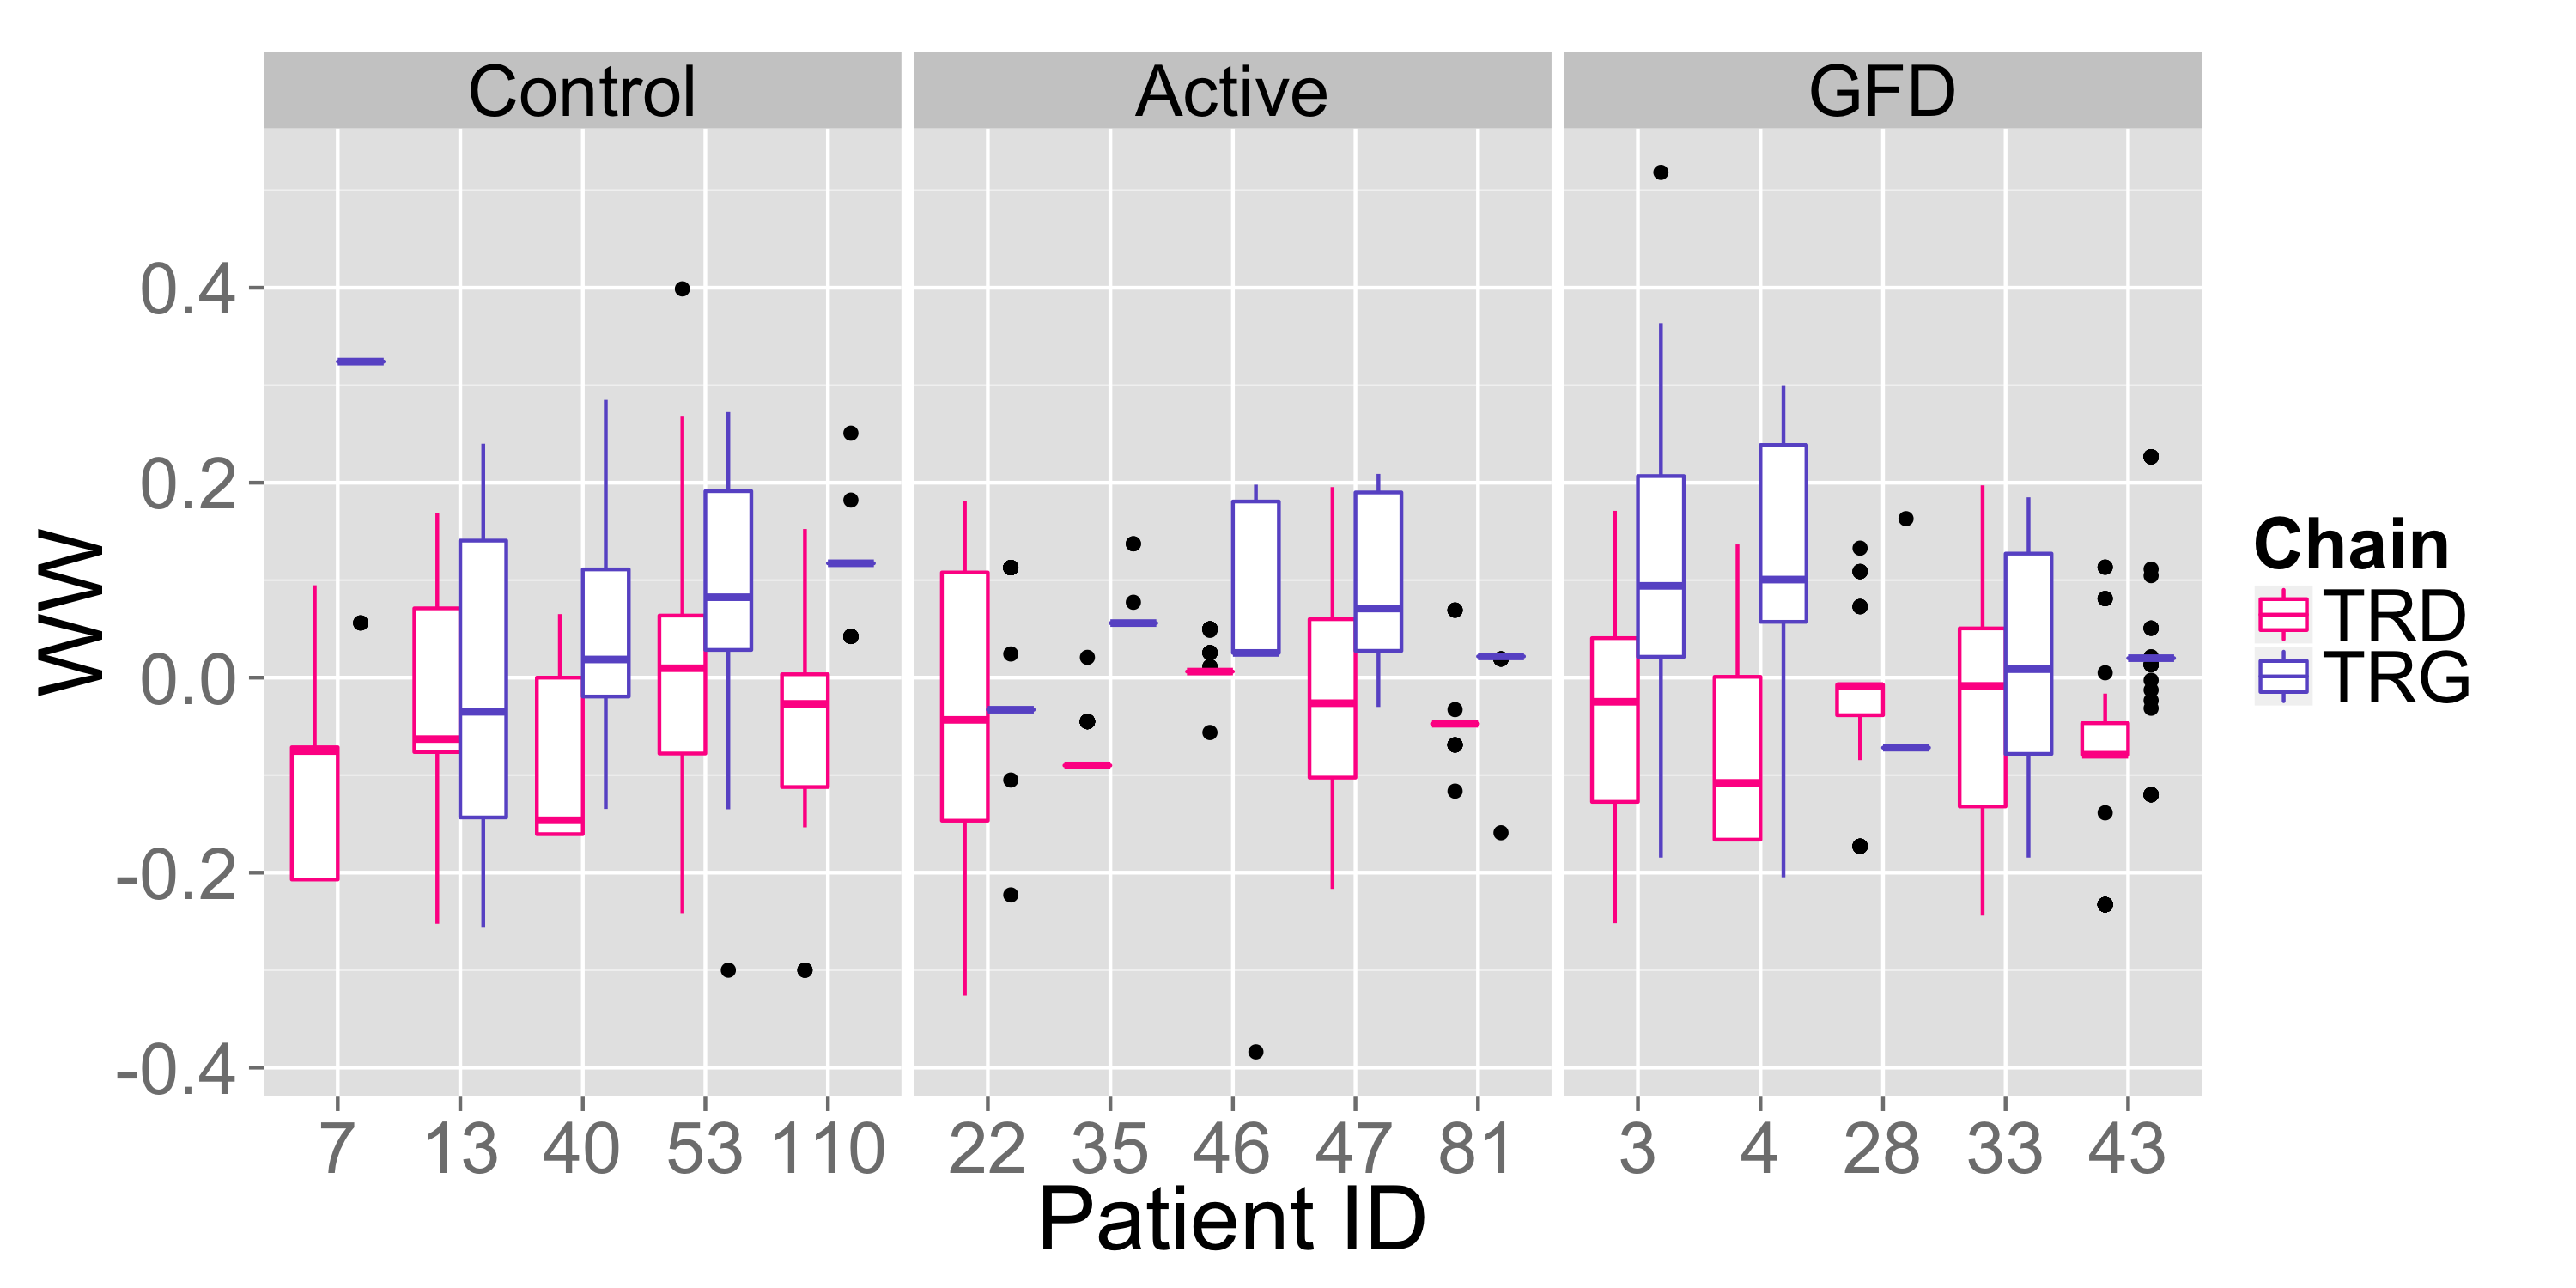 Control Active GFD
WW
0.4
0.2
0.0
-0.2
-0.4
7 13 40 53 110 22 35 46 47 81 3 4 28 33 43
Patient ID
Chain
TRD
TRG